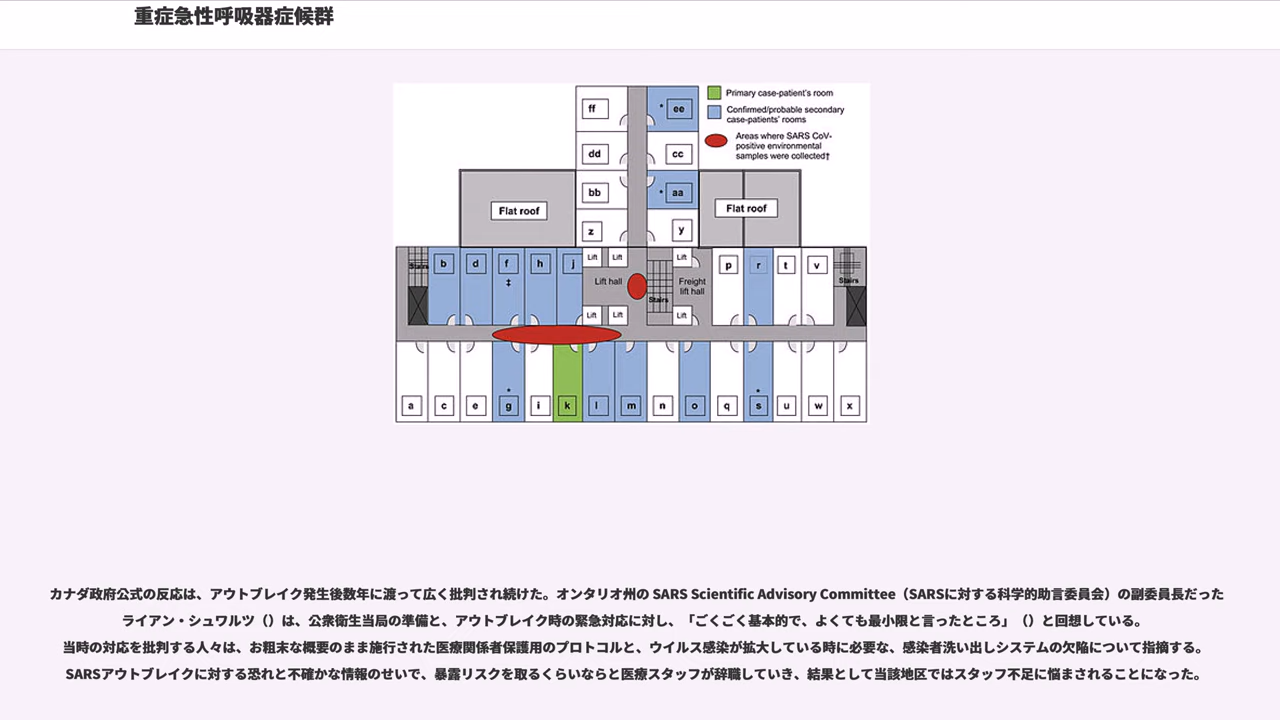 重症急性呼吸器症候群
ff
ee
*
Primary case-patient's room
Confirmed/probable secondary
case-patients' rooms
Areas where SARS CoV-
positive environmental
samples were collected†
dd
cc
bb
* aa
Flat roof
Flat roof
z
y
Stairs
b
d
f
h
j
Lift
Lift
Lift
p
r
t
v
‡
Lift hall
Stairs
Freight
lift hall
Stairs
Lift
Lift
Lift
a
c
e
* g
i
k
l
m
n
o
q
* s
u
w
x
カナダ政府公式の反応は、アウトブレイク発生後数年に渡って広く批判され続けた。オンタリオ州の SARS Scientific Advisory Committee（SARSに対する科学的助言委員会）の副委員長だった
ライアン・シュワルツ（）は、公衆衛生当局の準備と、アウトブレイク時の緊急対応に対し、「ごくごく基本的で、よくても最小限と言ったところ」（）と回想している。
当時の対応を批判する人々は、お粗末な概要のまま施行された医療関係者保護用のプロトコルと、ウイルス感染が拡大している時に必要な、感染者洗い出しシステムの欠陥について指摘する。
SARSアウトブレイクに対する恐れと不確かな情報のせいで、暴露リスクを取るくらいならと医療スタッフが辞職していき、結果として当該地区ではスタッフ不足に悩まされることになった。